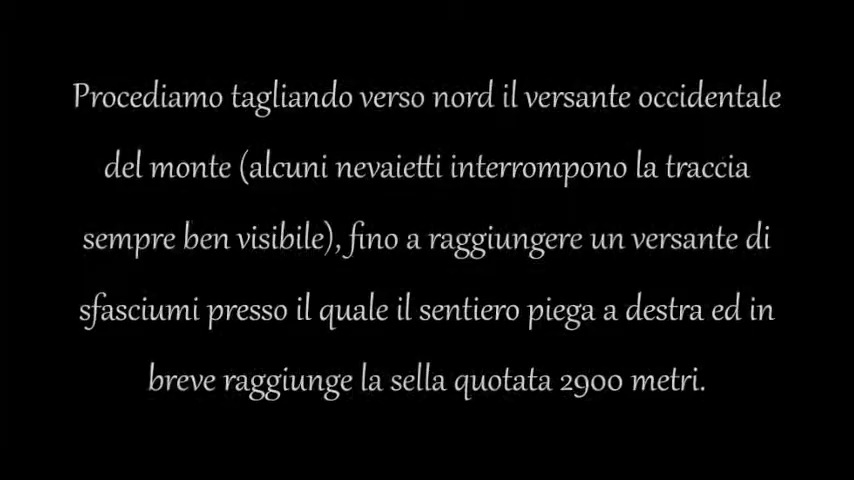 Procediamo tagliando verso nord il versante occidentale
del monte (alcuni nevaietti interrompono la traccia
sempre ben visibile), fino a raggiungere un versante di
sfasciumi presso il quale il sentiero piega a destra ed in
breve raggiunge la sella quotata 2900 metri.